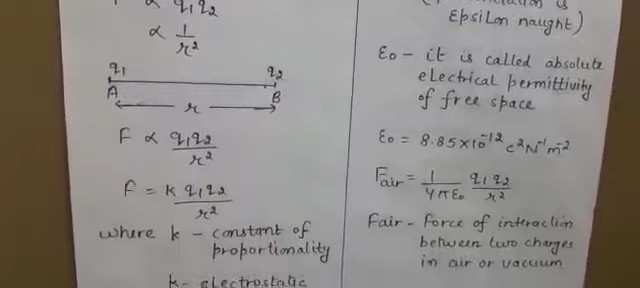 ∝ q₁q₂
∝ 1/r²
q₁ q₂
A B
r
F ∝ q₁q₂/r²
F = K q₁q₂/r²
where k - constant of
proportionality
k - electrostatic
Epsilon naught)
ε₀ - it is called absolute
electrical permittivity
of free space
ε₀ = 8.85×10⁻¹² c²N⁻¹m⁻²
Fair = 1/4πε₀ q₁q₂/r²
Fair - Force of interaction
between two charges
in air or vacuum